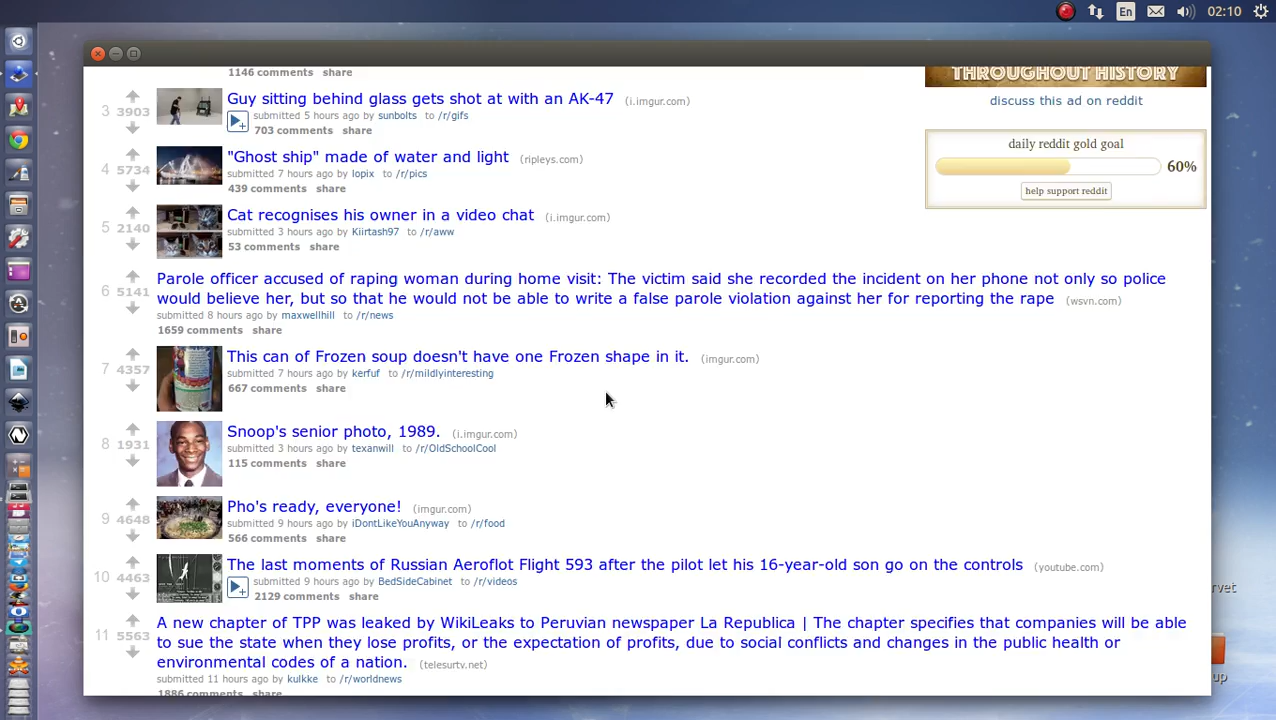 En
02:10
THROUGHOUT HISTORY
discuss this ad on reddit
daily reddit gold goal
60%
help support reddit
1146 comments share
3
3903
Guy sitting behind glass gets shot at with an AK-47 (i.imgur.com)
submitted 5 hours ago by sunbolts to /r/gifs
703 comments share
4
5734
"Ghost ship" made of water and light (ripleys.com)
submitted 7 hours ago by lopix to /r/pics
439 comments share
5
2140
Cat recognises his owner in a video chat (i.imgur.com)
submitted 3 hours ago by Kiirtash97 to /r/aww
53 comments share
6
5141
Parole officer accused of raping woman during home visit: The victim said she recorded the incident on her phone not only so police
would believe her, but so that he would not be able to write a false parole violation against her for reporting the rape (wsvn.com)
submitted 8 hours ago by maxwellhill to /r/news
1659 comments share
7
4357
This can of Frozen soup doesn't have one Frozen shape in it. (imgur.com)
submitted 7 hours ago by kerfuf to /r/mildlyinteresting
667 comments share
8
1931
Snoop's senior photo, 1989. (i.imgur.com)
submitted 3 hours ago by texanwill to /r/OldSchoolCool
115 comments share
9
4648
Pho's ready, everyone! (imgur.com)
submitted 9 hours ago by iDontLikeYouAnyway to /r/food
566 comments share
10
4463
The last moments of Russian Aeroflot Flight 593 after the pilot let his 16-year-old son go on the controls (youtube.com)
submitted 9 hours ago by BedSideCabinet to /r/videos
2129 comments share
11
5563
A new chapter of TPP was leaked by WikiLeaks to Peruvian newspaper La Republica | The chapter specifies that companies will be able
to sue the state when they lose profits, or the expectation of profits, due to social conflicts and changes in the public health or
environmental codes of a nation. (telesurtv.net)
submitted 11 hours ago by kulkke to /r/worldnews
1886 comments share
rvet
up